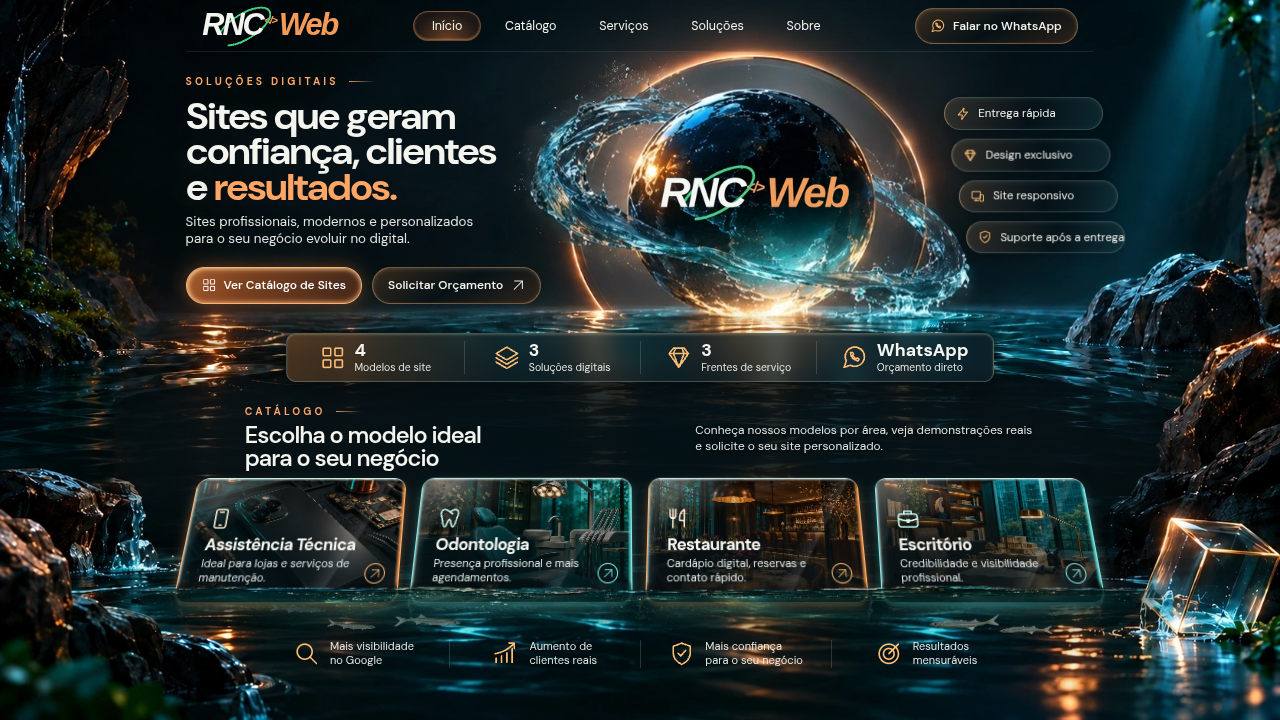 RNC </> Web
Início
Catálogo
Serviços
Soluções
Sobre
Falar no WhatsApp
SOLUÇÕES DIGITAIS
Sites que geram
confiança, clientes
e resultados.
Sites profissionais, modernos e personalizados
para o seu negócio evoluir no digital.
Ver Catálogo de Sites
Solicitar Orçamento
RNC </> Web
Entrega rápida
Design exclusivo
Site responsivo
Suporte após a entrega
4
Modelos de site
3
Soluções digitais
3
Frentes de serviço
WhatsApp
Orçamento direto
CATÁLOGO
Escolha o modelo ideal
para o seu negócio
Conheça nossos modelos por área, veja demonstrações reais
e solicite o seu site personalizado.
Assistência Técnica
Ideal para lojas e serviços de
manutenção.
Odontologia
Presença profissional e mais
agendamentos.
Restaurante
Cardápio digital, reservas e
contato rápido.
Escritório
Credibilidade e visibilidade
profissional.
Mais visibilidade
no Google
Aumento de
clientes reais
Mais confiança
para o seu negócio
Resultados
mensuráveis